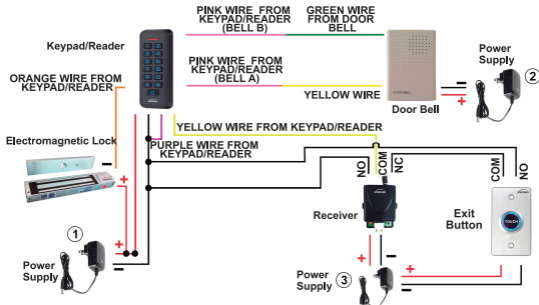 PINK WIRE FROM
KEYPAD/READER
(BELL B)
GREEN WIRE
FROM DOOR
BELL
Keypad/Reader
Power
Supply
2
PINK WIRE FROM
KEYPAD/READER
(BELL A)
ORANGE WIRE FROM
KEYPAD/READER
YELLOW WIRE
DOOR BELL
Door Bell
-
+
YELLOW WIRE FROM KEYPAD/READER
Electromagnetic Lock
PURPLE WIRE FROM
KEYPAD/READER
-
+
NO
COM
NC
COM
NO
Receiver
Exit
Button
TOUCH
1
Power
Supply
+
-
+
-
Power
Supply
3
+
-